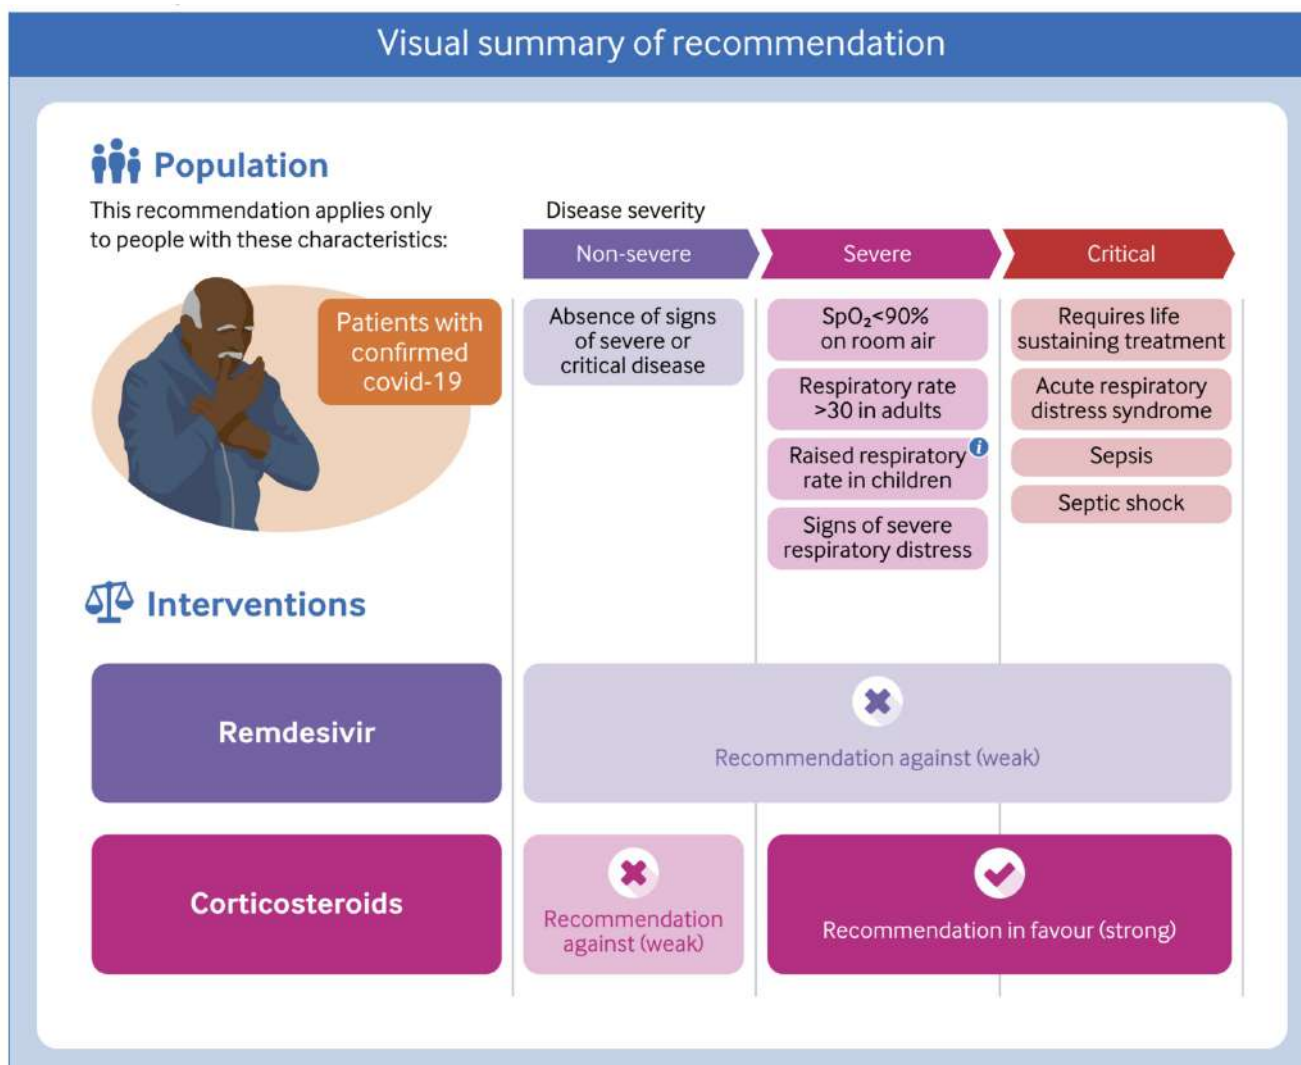 Visual summary of recommendation
Population
This recommendation applies only
to people with these characteristics:
Patients with
confirmed
covid-19
Disease severity
Non-severe
Severe
Critical
Absence of signs
of severe or
critical disease
SpO₂<90%
on room air
Respiratory rate
>30 in adults
Raised respiratory
rate in children
i
Signs of severe
respiratory distress
Requires life
sustaining treatment
Acute respiratory
distress syndrome
Sepsis
Septic shock
Interventions
Remdesivir
Recommendation against (weak)
Corticosteroids
Recommendation
against (weak)
Recommendation in favour (strong)